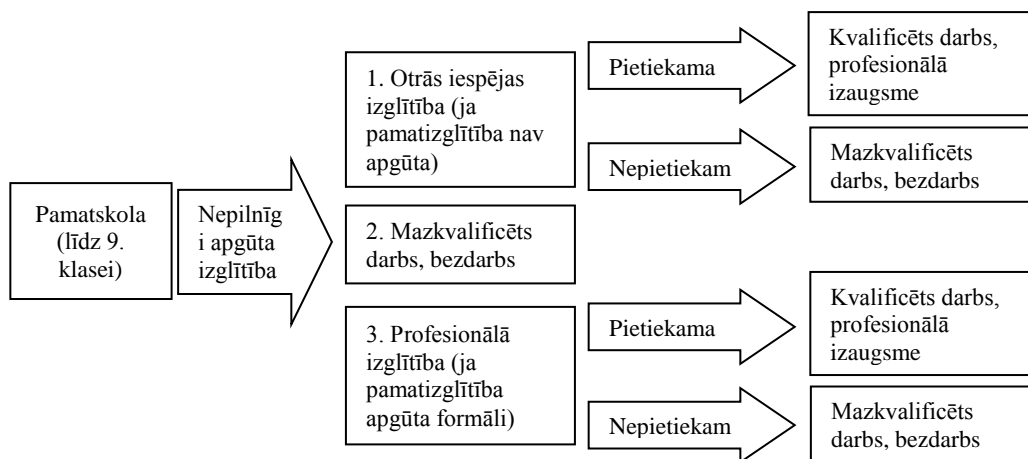 Pamatskola
(līdz 9.
klasei)
Nepilnīg
i apgūta
izglītība
1. Otrās iespējas
izglītība (ja
pamatizglītība nav
apgūta)
Pietiekama
Kvalificēts darbs,
profesionālā
izaugsme
Nepietiekam
Mazkvalificēts
darbs, bezdarbs
2. Mazkvalificēts
darbs, bezdarbs
3. Profesionālā
izglītība (ja
pamatizglītība
apgūta formāli)
Pietiekama
Kvalificēts darbs,
profesionālā
izaugsme
Nepietiekam
Mazkvalificēts
darbs, bezdarbs